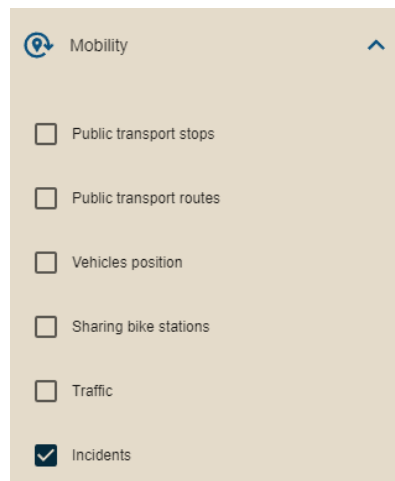 Mobility
Public transport stops
Public transport routes
Vehicles position
Sharing bike stations
Traffic
Incidents